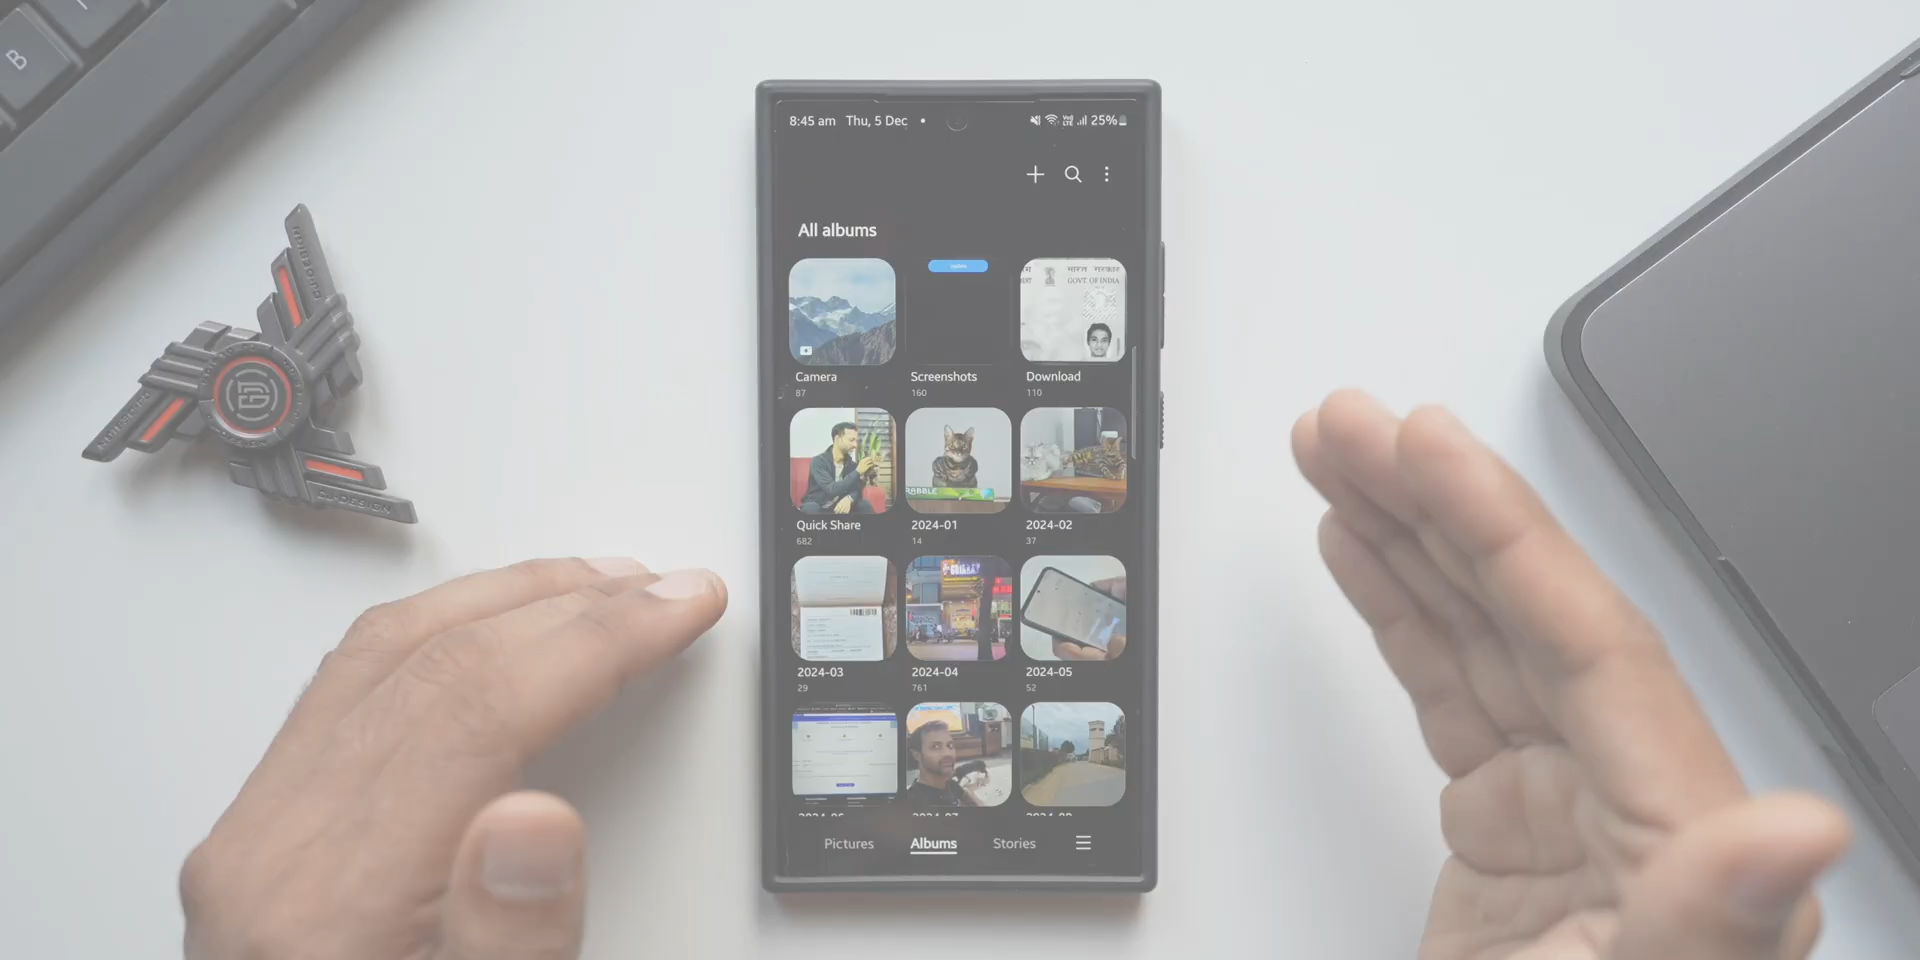 B
8:45 am Thu, 5 Dec
25%
All albums
भारत सरकार
GOVT. OF INDIA
Camera
87
Screenshots
160
Download
110
RABBLE
Quick Share
682
2024-01
14
2024-02
37
2024-03
29
2024-04
761
2024-05
52
Pictures
Albums
Stories